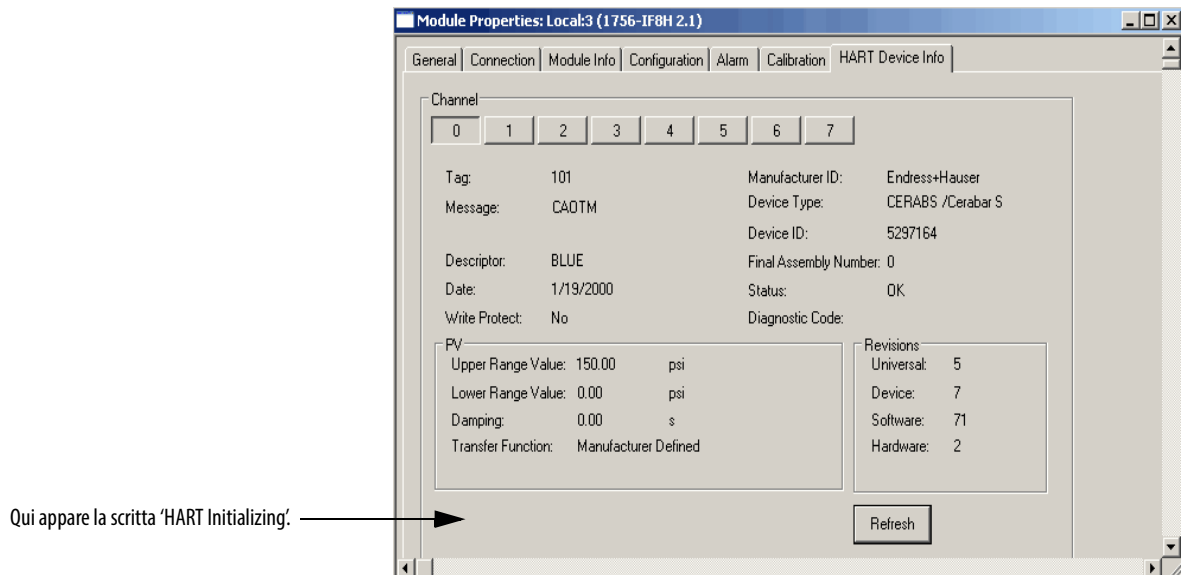 Module Properties: Local:3 (1756-IF8H 2.1)
General Connection Module Info Configuration Alarm Calibration HART Device Info
Channel
0 1 2 3 4 5 6 7
Tag: 101
Message: CAOTM
Descriptor: BLUE
Date: 1/19/2000
Write Protect: No
Manufacturer ID: Endress+Hauser
Device Type: CERABS /Cerabar S
Device ID: 5297164
Final Assembly Number: 0
Status: OK
Diagnostic Code:
PV
Upper Range Value: 150.00 psi
Lower Range Value: 0.00 psi
Damping: 0.00 s
Transfer Function: Manufacturer Defined
Revisions
Universal: 5
Device: 7
Software: 71
Hardware: 2
Qui appare la scritta ‘HART Initializing’.
Refresh